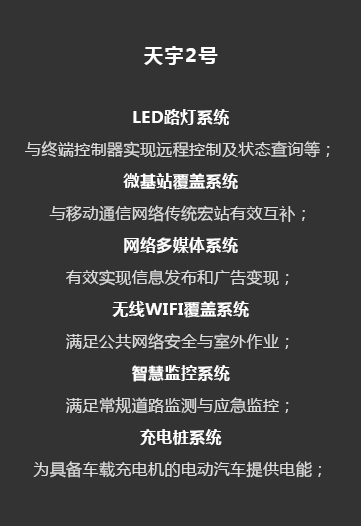 天宇2号
LED路灯系统
与终端控制器实现远程控制及状态查询等；
微基站覆盖系统
与移动通信网络传统宏站有效互补；
网络多媒体系统
有效实现信息发布和广告变现；
无线WIFI覆盖系统
满足公共网络安全与室外作业；
智慧监控系统
满足常规道路监测与应急监控；
充电桩系统
为具备车载充电机的电动汽车提供电能；